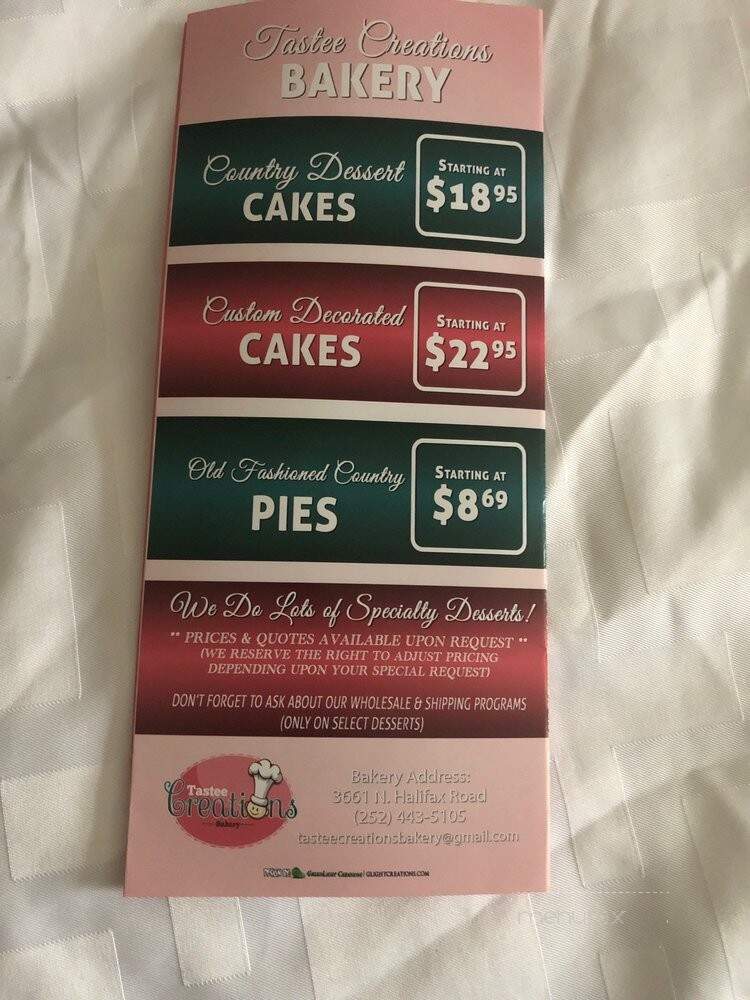 Tastee Creations
BAKERY
Country Dessert
CAKES
STARTING AT
$18 95
Custom Decorated
CAKES
STARTING AT
$22 95
Old Fashioned Country
PIES
STARTING AT
$8 69
We Do Lots of Specialty Desserts!
** PRICES & QUOTES AVAILABLE UPON REQUEST **
(WE RESERVE THE RIGHT TO ADJUST PRICING
DEPENDING UPON YOUR SPECIAL REQUEST)
DON'T FORGET TO ASK ABOUT OUR WHOLESALE & SHIPPING PROGRAMS
(ONLY ON SELECT DESSERTS)
Tastee
Creations
Bakery
Bakery Address:
3661 N. Halifax Road
(252) 443-5105
tasteecreationsbakery@gmail.com
GLIGHTCREATIONS.COM
menupix